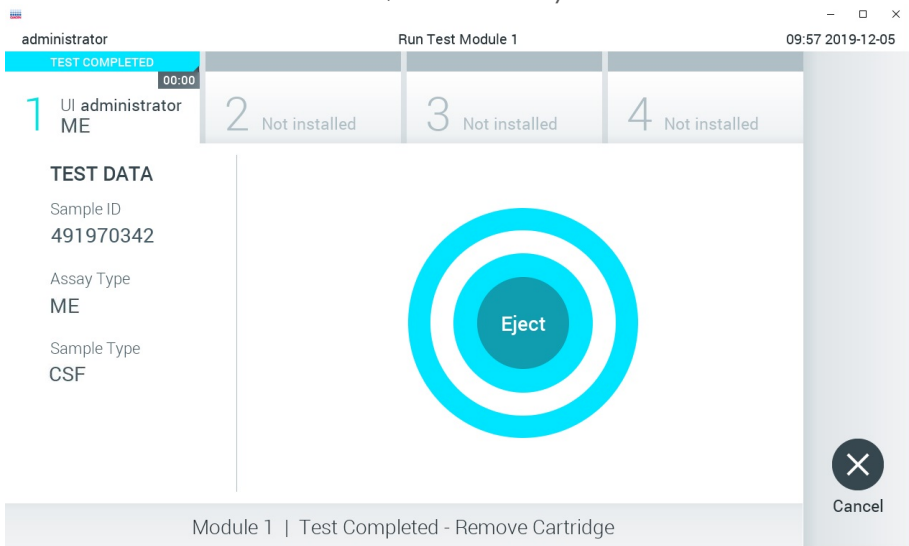 administrator
Run Test Module 1
09:57 2019-12-05
TEST COMPLETED
00:00
1 UI administrator
ME
2 Not installed
3 Not installed
4 Not installed
TEST DATA
Sample ID
491970342
Assay Type
ME
Sample Type
CSF
Eject
Cancel
Module 1 | Test Completed - Remove Cartridge